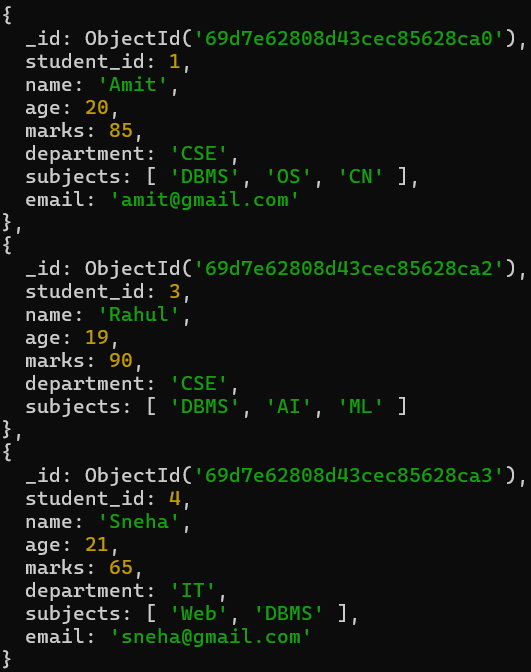 {
  _id: ObjectId('69d7e62808d43cec85628ca0'),
  student_id: 1,
  name: 'Amit',
  age: 20,
  marks: 85,
  department: 'CSE',
  subjects: [ 'DBMS', 'OS', 'CN' ],
  email: 'amit@gmail.com'
},
{
  _id: ObjectId('69d7e62808d43cec85628ca2'),
  student_id: 3,
  name: 'Rahul',
  age: 19,
  marks: 90,
  department: 'CSE',
  subjects: [ 'DBMS', 'AI', 'ML' ]
},
{
  _id: ObjectId('69d7e62808d43cec85628ca3'),
  student_id: 4,
  name: 'Sneha',
  age: 21,
  marks: 65,
  department: 'IT',
  subjects: [ 'Web', 'DBMS' ],
  email: 'sneha@gmail.com'
}